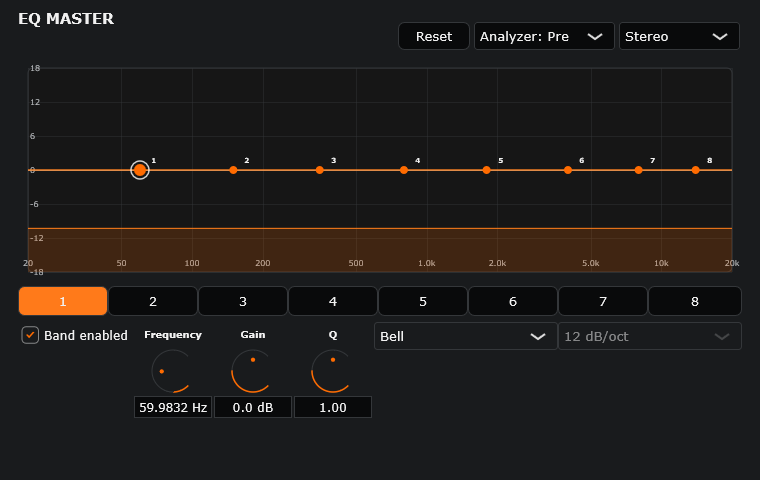 EQ MASTER
Reset
Analyzer: Pre
Stereo
18
12
6
0
-6
-12
-18
1 2 3 4 5 6 7 8
20 50 100 200 500 1.0k 2.0k 5.0k 10k 20k
1 2 3 4 5 6 7 8
Band enabled
Frequency
Gain
Q
Bell
12 dB/oct
59.9832 Hz
0.0 dB
1.00